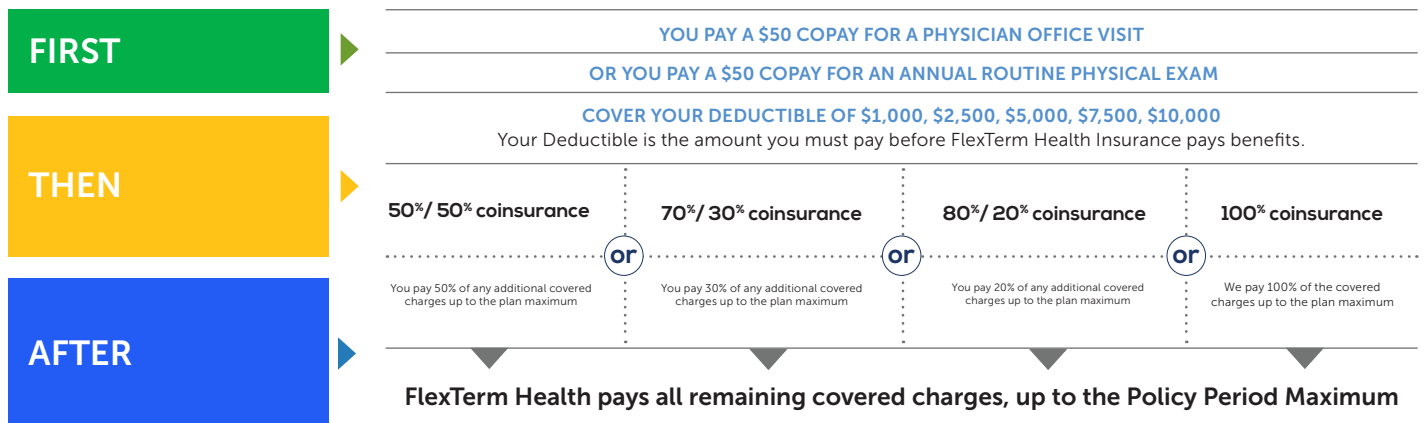 FIRST
YOU PAY A $50 COPAY FOR A PHYSICIAN OFFICE VISIT
OR YOU PAY A $50 COPAY FOR AN ANNUAL ROUTINE PHYSICAL EXAM
COVER YOUR DEDUCTIBLE OF $1,000, $2,500, $5,000, $7,500, $10,000
Your Deductible is the amount you must pay before FlexTerm Health Insurance pays benefits.
THEN
50%/ 50% coinsurance
You pay 50% of any additional covered
charges up to the plan maximum
or
70%/ 30% coinsurance
You pay 30% of any additional covered
charges up to the plan maximum
or
80%/ 20% coinsurance
You pay 20% of any additional covered
charges up to the plan maximum
or
100% coinsurance
We pay 100% of the covered
charges up to the plan maximum
AFTER
FlexTerm Health pays all remaining covered charges, up to the Policy Period Maximum